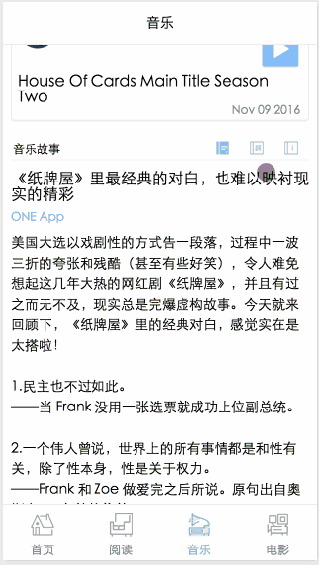 音乐
House Of Cards Main Title Season
Two
Nov 09 2016
音乐故事
《纸牌屋》里最经典的对白，也难以映衬现
实的精彩
ONE App
美国大选以戏剧性的方式告一段落，过程中一波
三折的夸张和残酷（甚至有些好笑），令人难免
想起这几年大热的网红剧《纸牌屋》，并且有过
之而无不及，现实总是完爆虚构故事。今天就来
回顾下，《纸牌屋》里的经典对白，感觉实在是
太搭啦！
1.民主也不过如此。
——当 Frank 没用一张选票就成功上位副总统。
2.一个伟人曾说，世界上的所有事情都是和性有
关，除了性本身，性是关于权力。
——Frank 和 Zoe 做爱完之后所说。原句出自奥
首页
阅读
音乐
电影